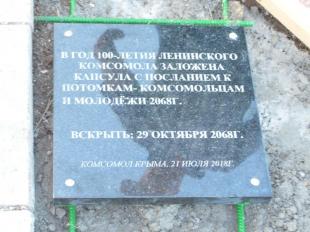 В ГОД 100-ЛЕТИЯ ЛЕНИНСКОГО
КОМСОМОЛА ЗАЛОЖЕНА
КАПСУЛА С ПОСЛАНИЕМ К
ПОТОМКАМ- КОМСОМОЛЬЦАМ
И МОЛОДЁЖИ 2068Г.
ВСКРЫТЬ: 29 ОКТЯБРЯ 2068Г.
КОМСОМОЛ КРЫМА, 21 ИЮЛЯ 2018Г.